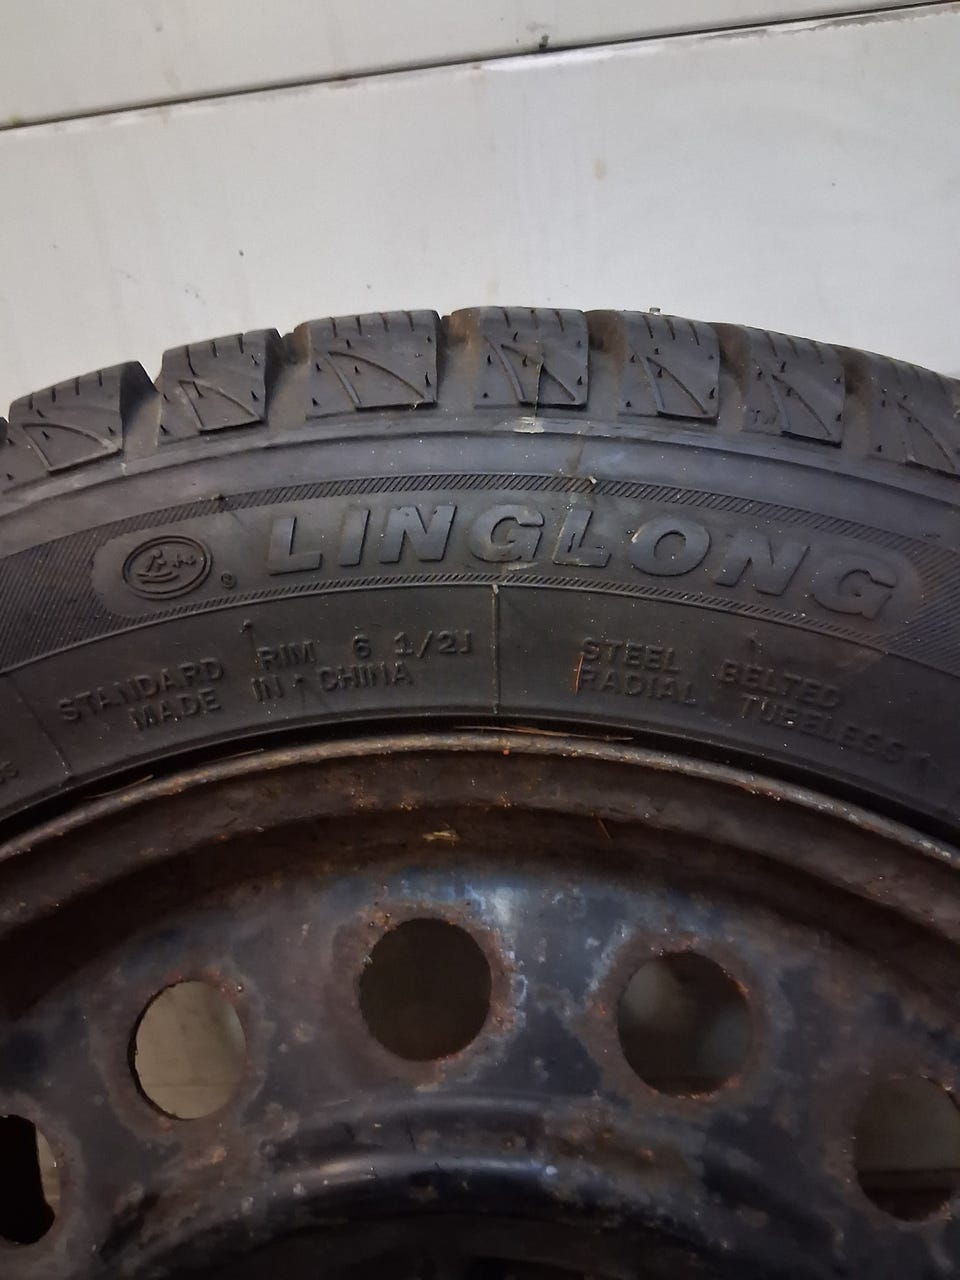 LINGLONG
®
STANDARD RIM 6 1/2J
MADE IN CHINA
STEEL BELTED
RADIAL TUBELESS